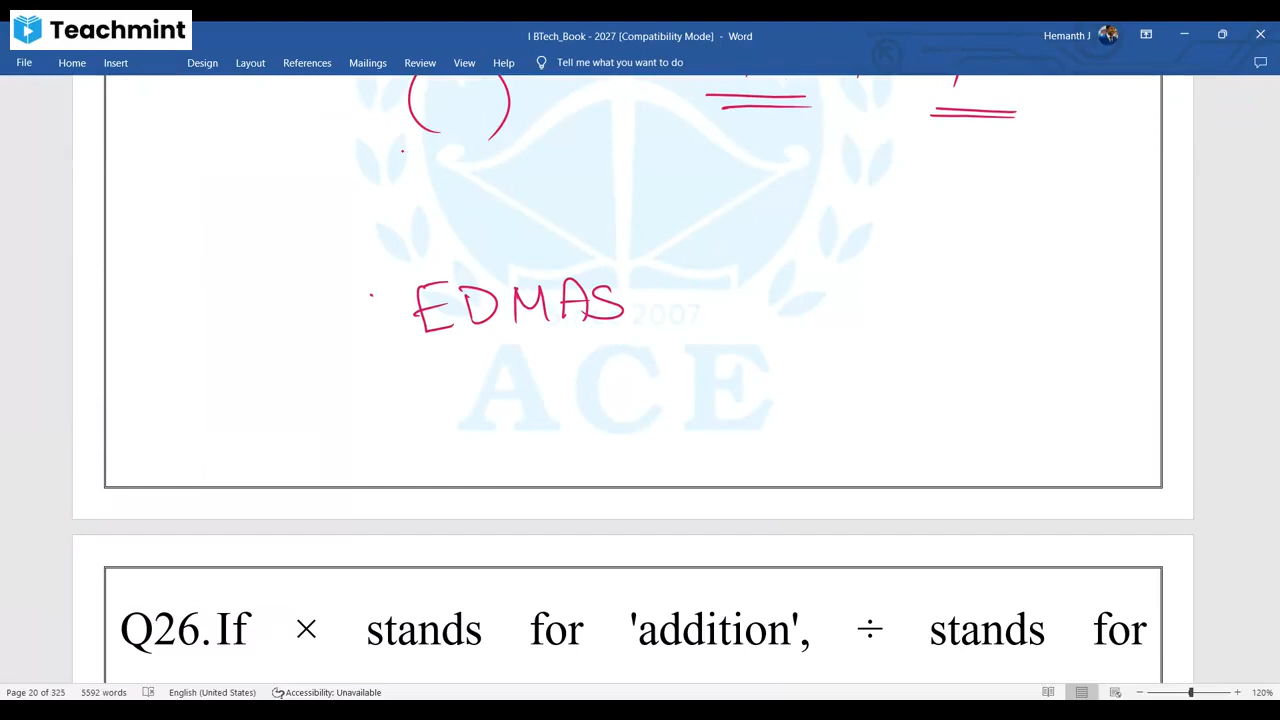 Teachmint
I BTech_Book - 2027 [Compatibility Mode] - Word
Hemanth J
File Home Insert Design Layout References Mailings Review View Help Tell me what you want to do
( )
EDMAS
SINCE 2007
ACE
Q26. If × stands for 'addition', ÷ stands for
Page 20 of 325 5592 words English (United States) Accessibility: Unavailable 120%